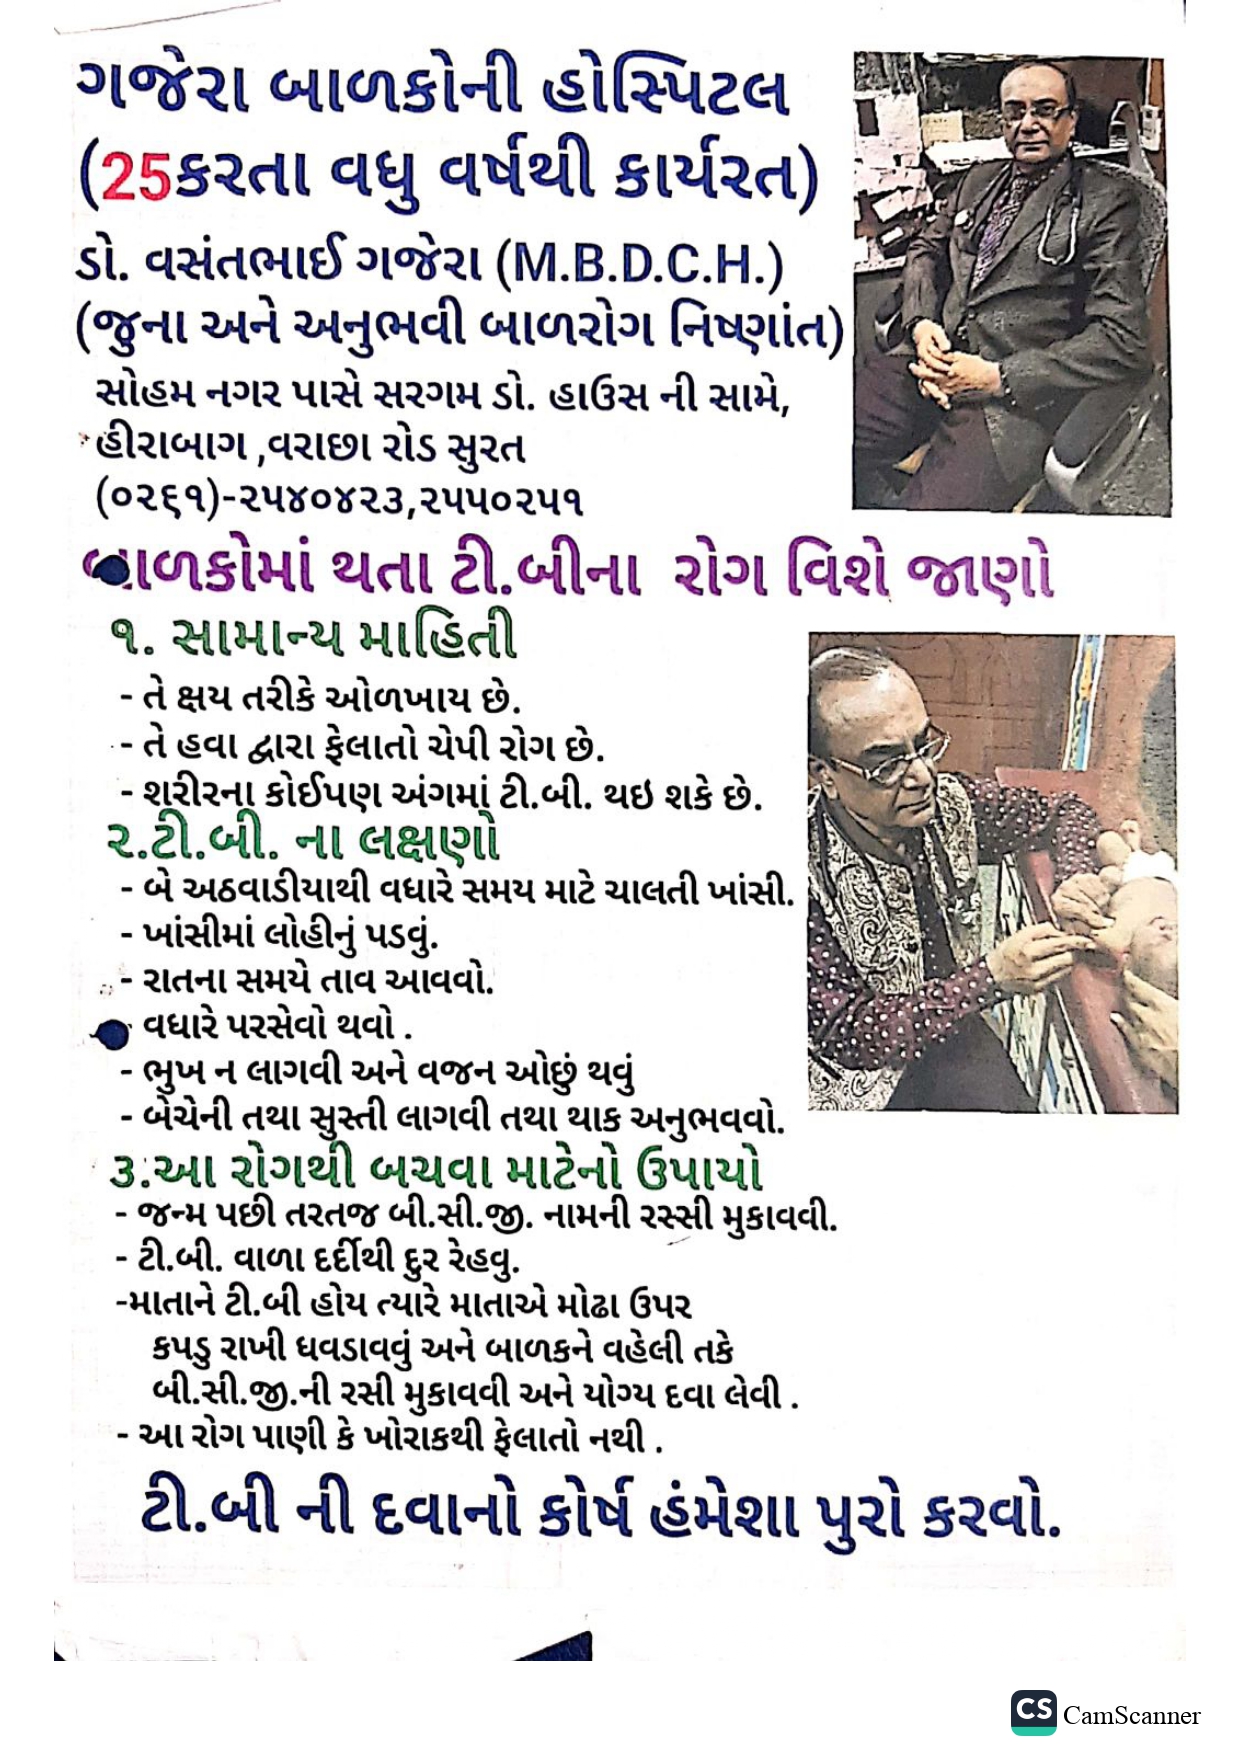 ગજેરા બાળકોની હોસ્પિટલ
(25કરતા વધુ વર્ષથી કાર્યરત)
ડો. વસંતભાઈ ગજેરા (M.B.D.C.H.)
(જુના અને અનુભવી બાળરોગ નિષ્ણાંત)
સોહમ નગર પાસે સરગમ ડો. હાઉસ ની સામે,
હીરાબાગ ,વરાછા રોડ સુરત
(૦૨૬૧)-૨૫૪૦૪૨૩,૨૫૫૦૨૫૧
બાળકોમાં થતા ટી.બીના રોગ વિશે જાણો
૧. સામાન્ય માહિતી
- તે ક્ષય તરીકે ઓળખાય છે.
- તે હવા દ્વારા ફેલાતો ચેપી રોગ છે.
- શરીરના કોઈપણ અંગમાં ટી.બી. થઇ શકે છે.
૨.ટી.બી. ના લક્ષણો
- બે અઠવાડીયાથી વધારે સમય માટે ચાલતી ખાંસી.
- ખાંસીમાં લોહીનું પડવું.
- રાતના સમયે તાવ આવવો.
વધારે પરસેવો થવો .
- ભુખ ન લાગવી અને વજન ઓછું થવું
- બેચેની તથા સુસ્તી લાગવી તથા થાક અનુભવવો.
૩.આ રોગથી બચવા માટેનો ઉપાયો
- જન્મ પછી તરતજ બી.સી.જી. નામની રસ્સી મુકાવવી.
- ટી.બી. વાળા દર્દીથી દુર રેહવુ.
-માતાને ટી.બી હોય ત્યારે માતાએ મોઢા ઉપર
કપડુ રાખી ધવડાવવું અને બાળકને વહેલી તકે
બી.સી.જી.ની રસી મુકાવવી અને યોગ્ય દવા લેવી .
- આ રોગ પાણી કે ખોરાકથી ફેલાતો નથી .
ટી.બી ની દવાનો કોર્ષ હંમેશા પુરો કરવો.
CS CamScanner